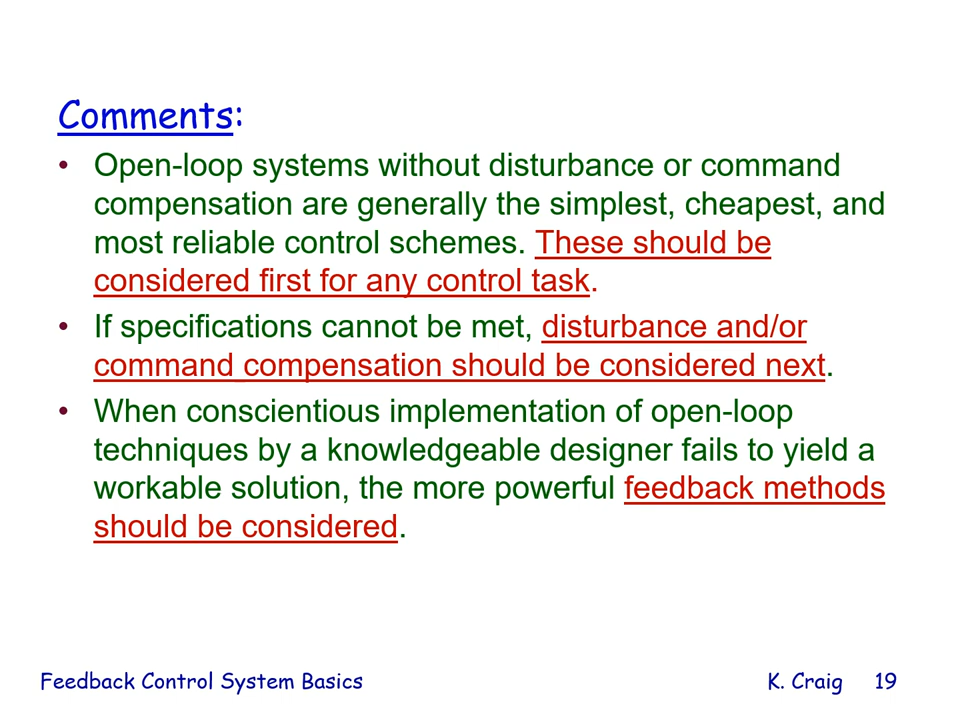 Comments:
• Open-loop systems without disturbance or command
compensation are generally the simplest, cheapest, and
most reliable control schemes. These should be
considered first for any control task.
• If specifications cannot be met, disturbance and/or
command compensation should be considered next.
• When conscientious implementation of open-loop
techniques by a knowledgeable designer fails to yield a
workable solution, the more powerful feedback methods
should be considered.
Feedback Control System Basics K. Craig 19